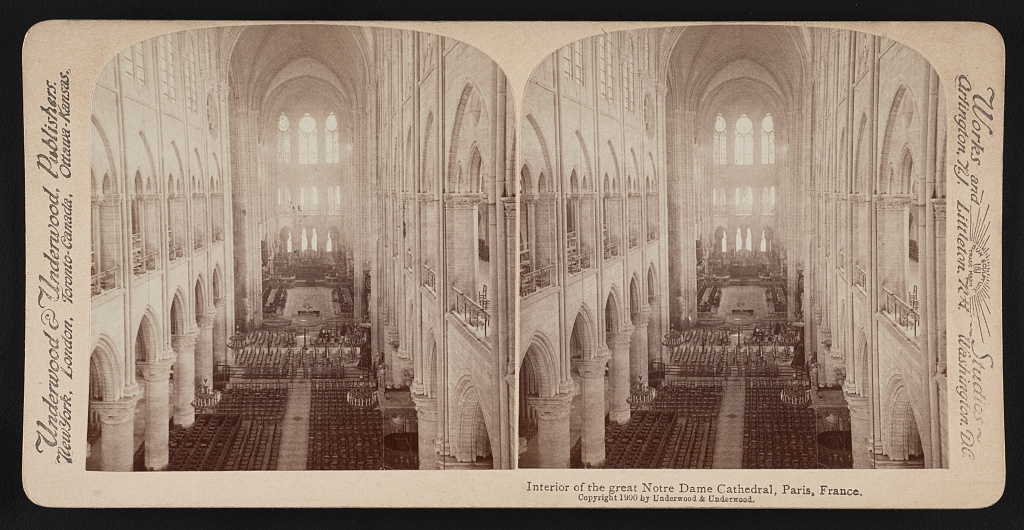 Underwood & Underwood, Publishers.
New York, London, Toronto-Canada, Ottawa-Kansas.
Works and Studios
Arlington, N.J. Littleton, N.H. Washington, D.C.
Interior of the great Notre Dame Cathedral, Paris, France.
Copyright 1900 by Underwood & Underwood.